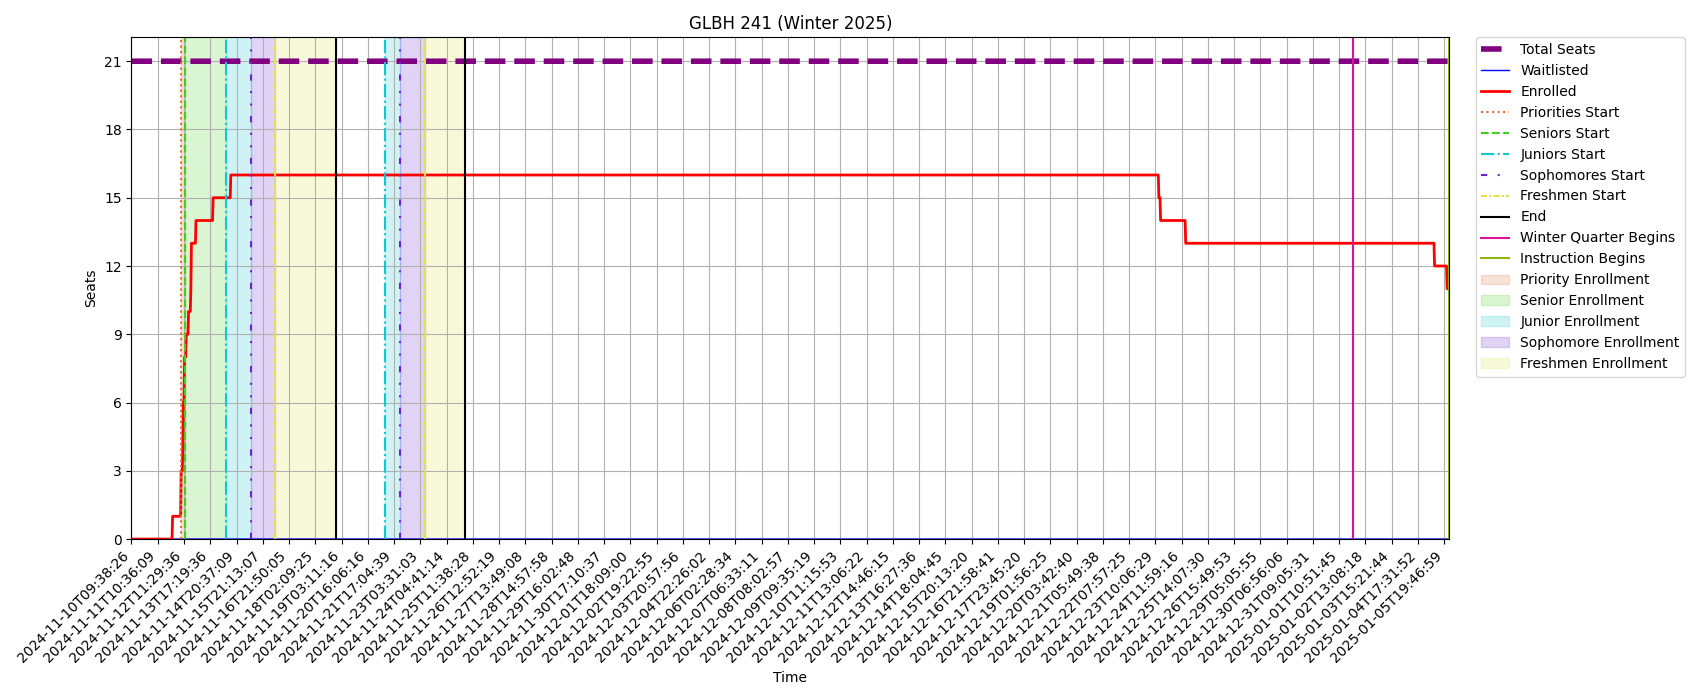 GLBH 241 (Winter 2025)
21
18
15
12
9
6
3
0
Seats
2024-11-10T09:38:26
2024-11-11T10:36:09
2024-11-12T11:29:36
2024-11-13T17:19:36
2024-11-14T20:37:09
2024-11-15T21:13:07
2024-11-16T21:50:05
2024-11-18T02:09:25
2024-11-19T03:11:16
2024-11-20T16:06:16
2024-11-21T17:04:39
2024-11-23T03:31:03
2024-11-24T04:41:14
2024-11-25T11:38:28
2024-11-26T12:52:19
2024-11-27T13:49:08
2024-11-28T14:57:58
2024-11-29T16:02:48
2024-11-30T17:10:37
2024-12-01T18:09:00
2024-12-02T19:22:55
2024-12-03T20:57:56
2024-12-04T22:26:02
2024-12-06T02:28:34
2024-12-07T06:33:11
2024-12-08T08:02:57
2024-12-09T09:35:19
2024-12-10T11:15:53
2024-12-11T13:06:22
2024-12-12T14:46:15
2024-12-13T16:27:36
2024-12-14T18:04:45
2024-12-15T20:13:20
2024-12-16T21:58:41
2024-12-17T23:45:20
2024-12-19T01:56:25
2024-12-20T03:42:40
2024-12-21T05:49:38
2024-12-22T07:57:25
2024-12-23T10:06:29
2024-12-24T11:59:16
2024-12-25T14:07:30
2024-12-26T15:49:53
2024-12-29T05:05:55
2024-12-30T06:56:06
2024-12-31T09:05:31
2025-01-01T10:51:45
2025-01-02T13:08:18
2025-01-03T15:21:44
2025-01-04T17:31:52
2025-01-05T19:46:59
Time
Total Seats
Waitlisted
Enrolled
Priorities Start
Seniors Start
Juniors Start
Sophomores Start
Freshmen Start
End
Winter Quarter Begins
Instruction Begins
Priority Enrollment
Senior Enrollment
Junior Enrollment
Sophomore Enrollment
Freshmen Enrollment